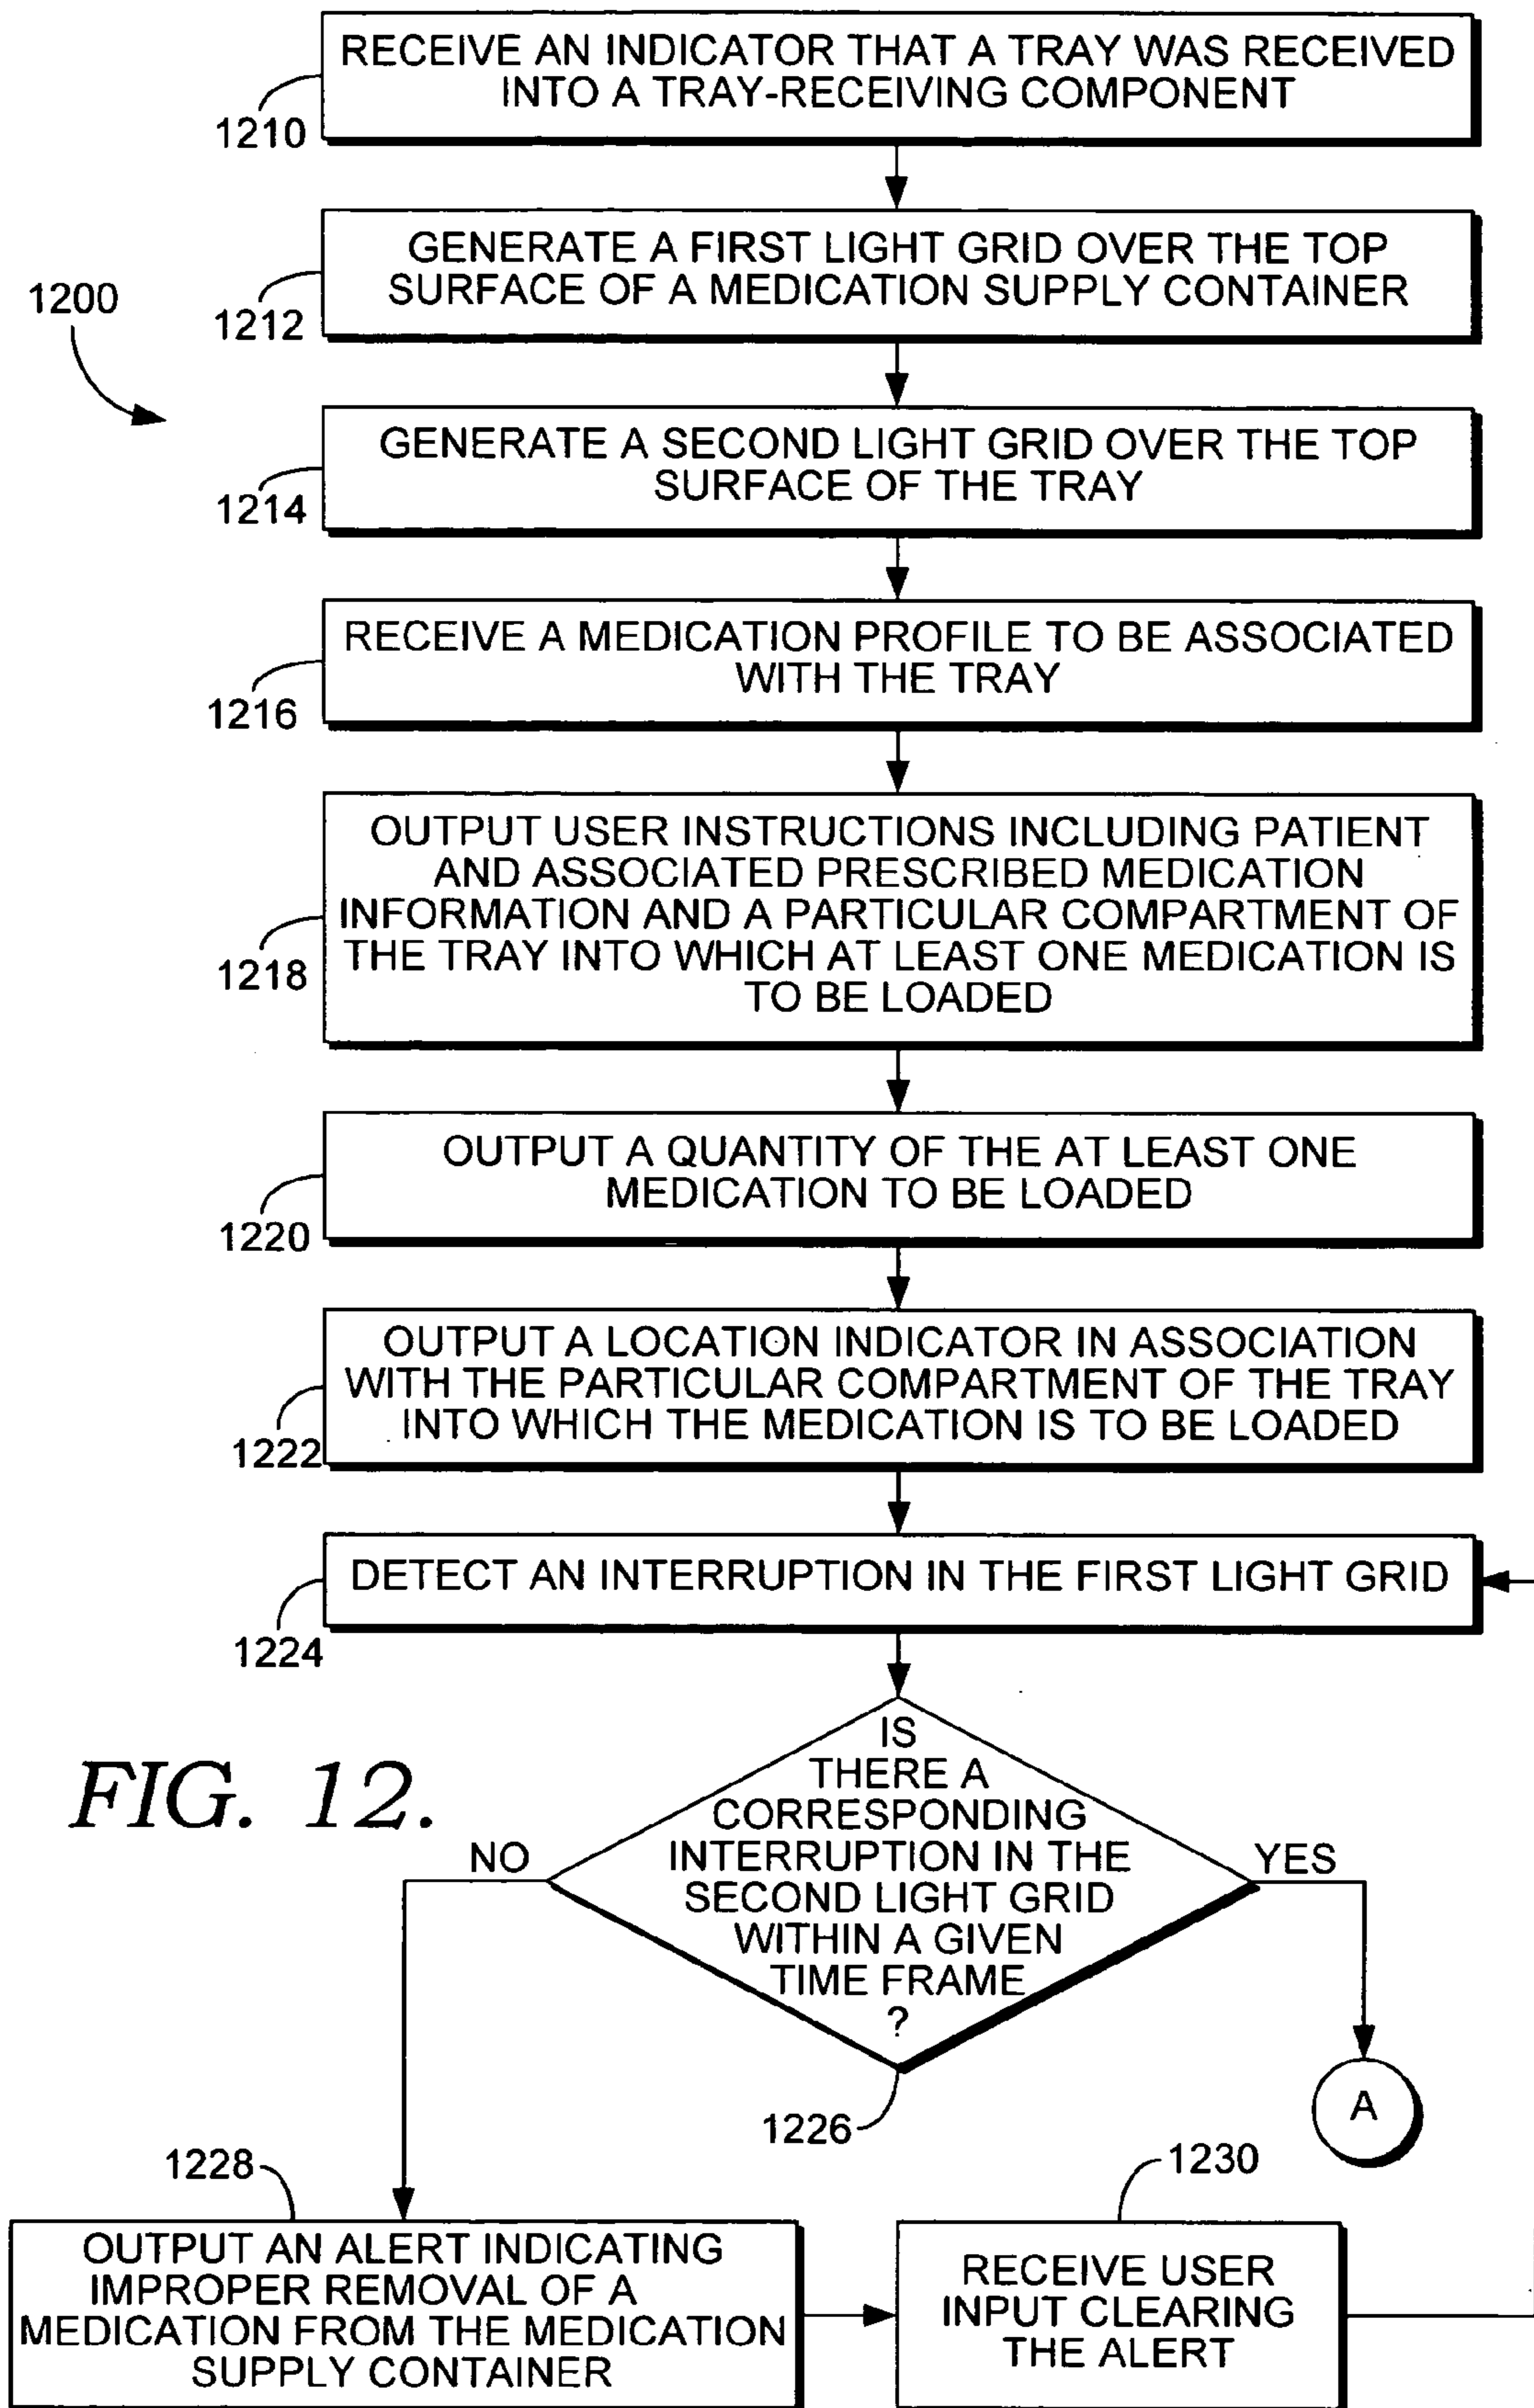 RECEIVE AN INDICATOR THAT A TRAY WAS RECEIVED
INTO A TRAY-RECEIVING COMPONENT
1210
GENERATE A FIRST LIGHT GRID OVER THE TOP
SURFACE OF A MEDICATION SUPPLY CONTAINER
1212
1200
GENERATE A SECOND LIGHT GRID OVER THE TOP
SURFACE OF THE TRAY
1214
RECEIVE A MEDICATION PROFILE TO BE ASSOCIATED
WITH THE TRAY
1216
OUTPUT USER INSTRUCTIONS INCLUDING PATIENT
AND ASSOCIATED PRESCRIBED MEDICATION
INFORMATION AND A PARTICULAR COMPARTMENT OF
THE TRAY INTO WHICH AT LEAST ONE MEDICATION IS
TO BE LOADED
1218
OUTPUT A QUANTITY OF THE AT LEAST ONE
MEDICATION TO BE LOADED
1220
OUTPUT A LOCATION INDICATOR IN ASSOCIATION
WITH THE PARTICULAR COMPARTMENT OF THE TRAY
INTO WHICH THE MEDICATION IS TO BE LOADED
1222
DETECT AN INTERRUPTION IN THE FIRST LIGHT GRID
1224
IS
THERE A
CORRESPONDING
INTERRUPTION IN THE
SECOND LIGHT GRID
WITHIN A GIVEN
TIME FRAME
?
1226
FIG. 12.
NO
YES
A
1228
OUTPUT AN ALERT INDICATING
IMPROPER REMOVAL OF A
MEDICATION FROM THE MEDICATION
SUPPLY CONTAINER
1230
RECEIVE USER
INPUT CLEARING
THE ALERT